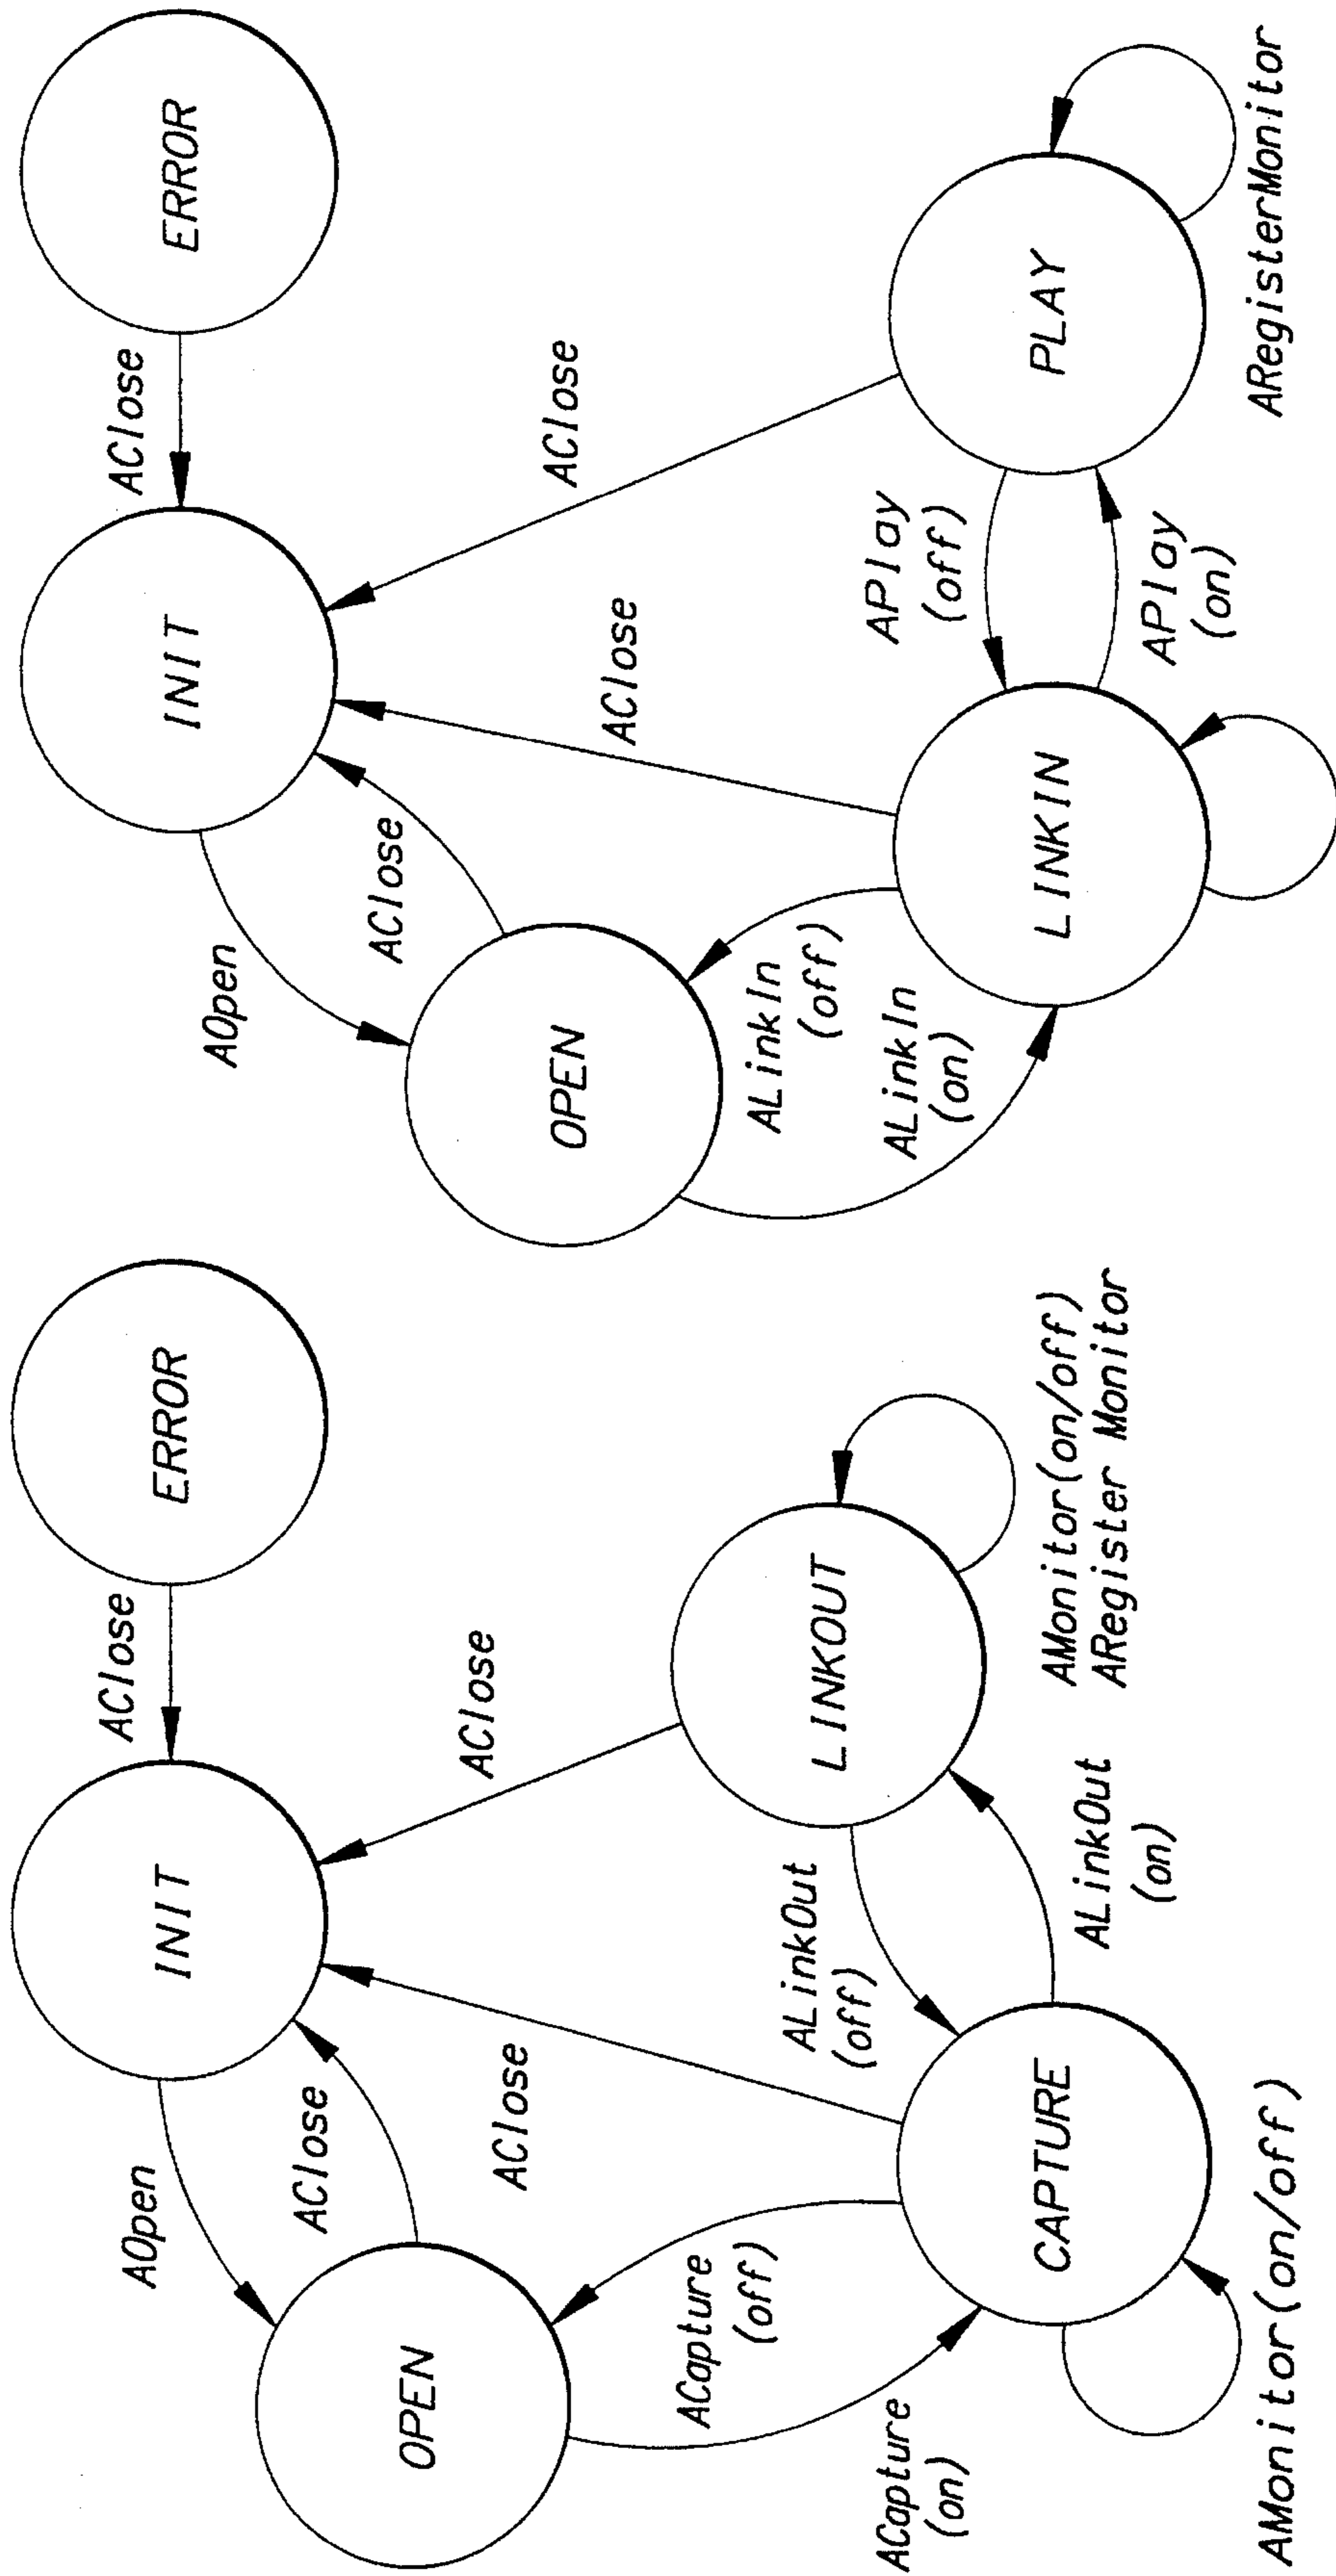 ERROR
AClose
INIT
AOpen
AClose
OPEN
AClose
AClose
ACapture
(off)
ACapture
(on)
CAPTURE
ALinkOut
(off)
ALinkOut
(on)
LINKOUT
AMonitor(on/off)
ARegister Monitor
AMonitor(on/off)
ERROR
AClose
INIT
AOpen
AClose
OPEN
AClose
AClose
ALinkIn
(off)
ALinkIn
(on)
LINKIN
APlay
(off)
APlay
(on)
PLAY
ARegisterMonitor